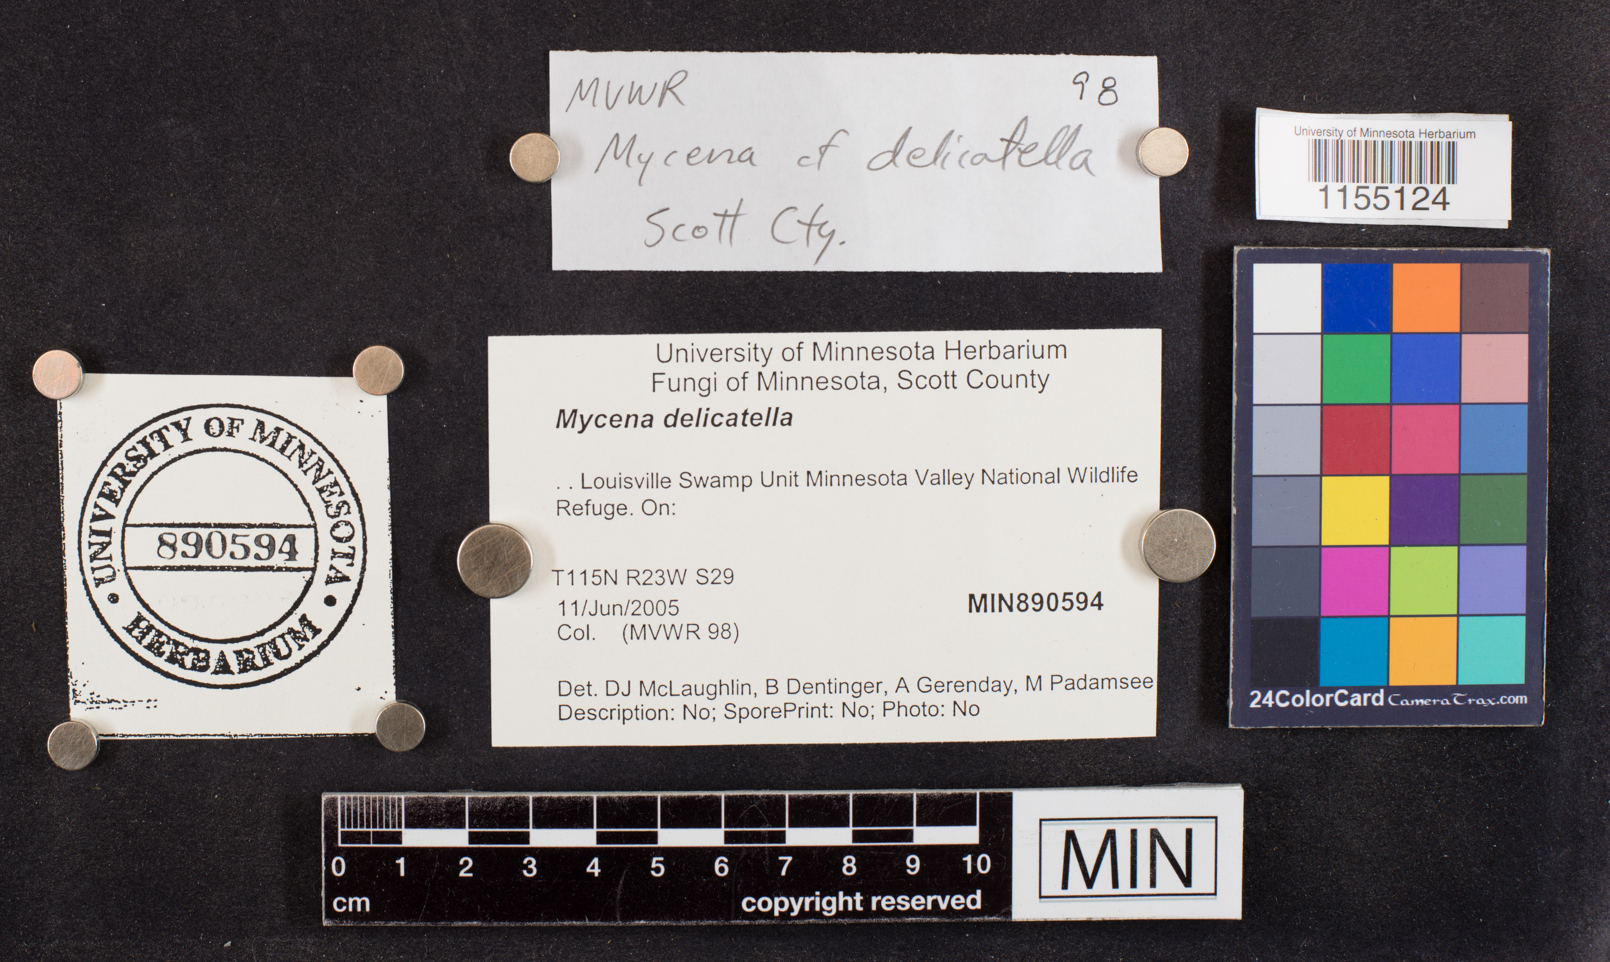 MVWR 98
Mycena cf delicatella
Scott Cty.
University of Minnesota Herbarium
1155124
UNIVERSITY OF MINNESOTA
890594
• HERBARIUM •
University of Minnesota Herbarium
Fungi of Minnesota, Scott County
Mycena delicatella
. . Louisville Swamp Unit Minnesota Valley National Wildlife
Refuge. On:
T115N R23W S29
11/Jun/2005
MIN890594
Col. (MVWR 98)
Det. DJ McLaughlin, B Dentinger, A Gerenday, M Padamsee
Description: No; SporePrint: No; Photo: No
24ColorCard CameraTrax.com
0 1 2 3 4 5 6 7 8 9 10
cm copyright reserved
MIN